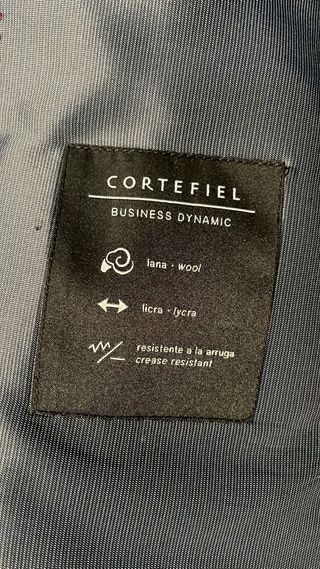 CORTEFIEL
BUSINESS DYNAMIC
lana · wool
licra · lycra
resistente a la arruga
crease resistant